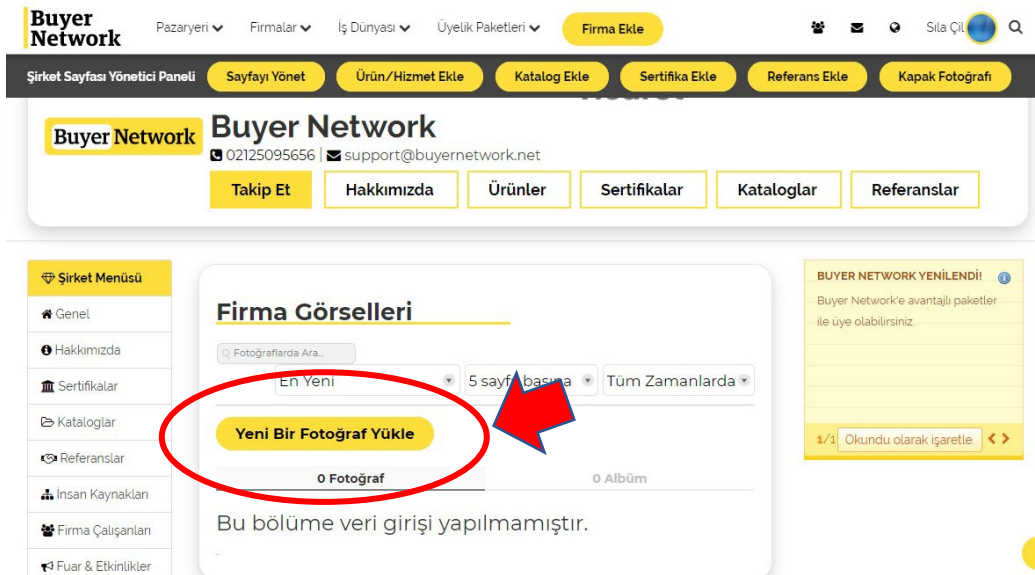 Buyer Network
Pazaryeri Firmalar İş Dünyası Üyelik Paketleri Firma Ekle Sıla Çil
Şirket Sayfası Yönetici Paneli Sayfayı Yönet Ürün/Hizmet Ekle Katalog Ekle Sertifika Ekle Referans Ekle Kapak Fotoğrafı
Buyer Network
Buyer Network
02125095656 | support@buyernetwork.net
Takip Et Hakkımızda Ürünler Sertifikalar Kataloglar Referanslar
Şirket Menüsü
Genel
Hakkımızda
Sertifikalar
Kataloglar
Referanslar
İnsan Kaynakları
Firma Çalışanları
Fuar & Etkinlikler
Firma Görselleri
Fotoğraflarda Ara...
En Yeni 5 sayfa başına Tüm Zamanlarda
Yeni Bir Fotoğraf Yükle
0 Fotoğraf 0 Albüm
Bu bölüme veri girişi yapılmamıştır.
.
BUYER NETWORK YENİLENDİ!
Buyer Network'e avantajlı paketler
ile üye olabilirsiniz.
1/1 Okundu olarak işaretle